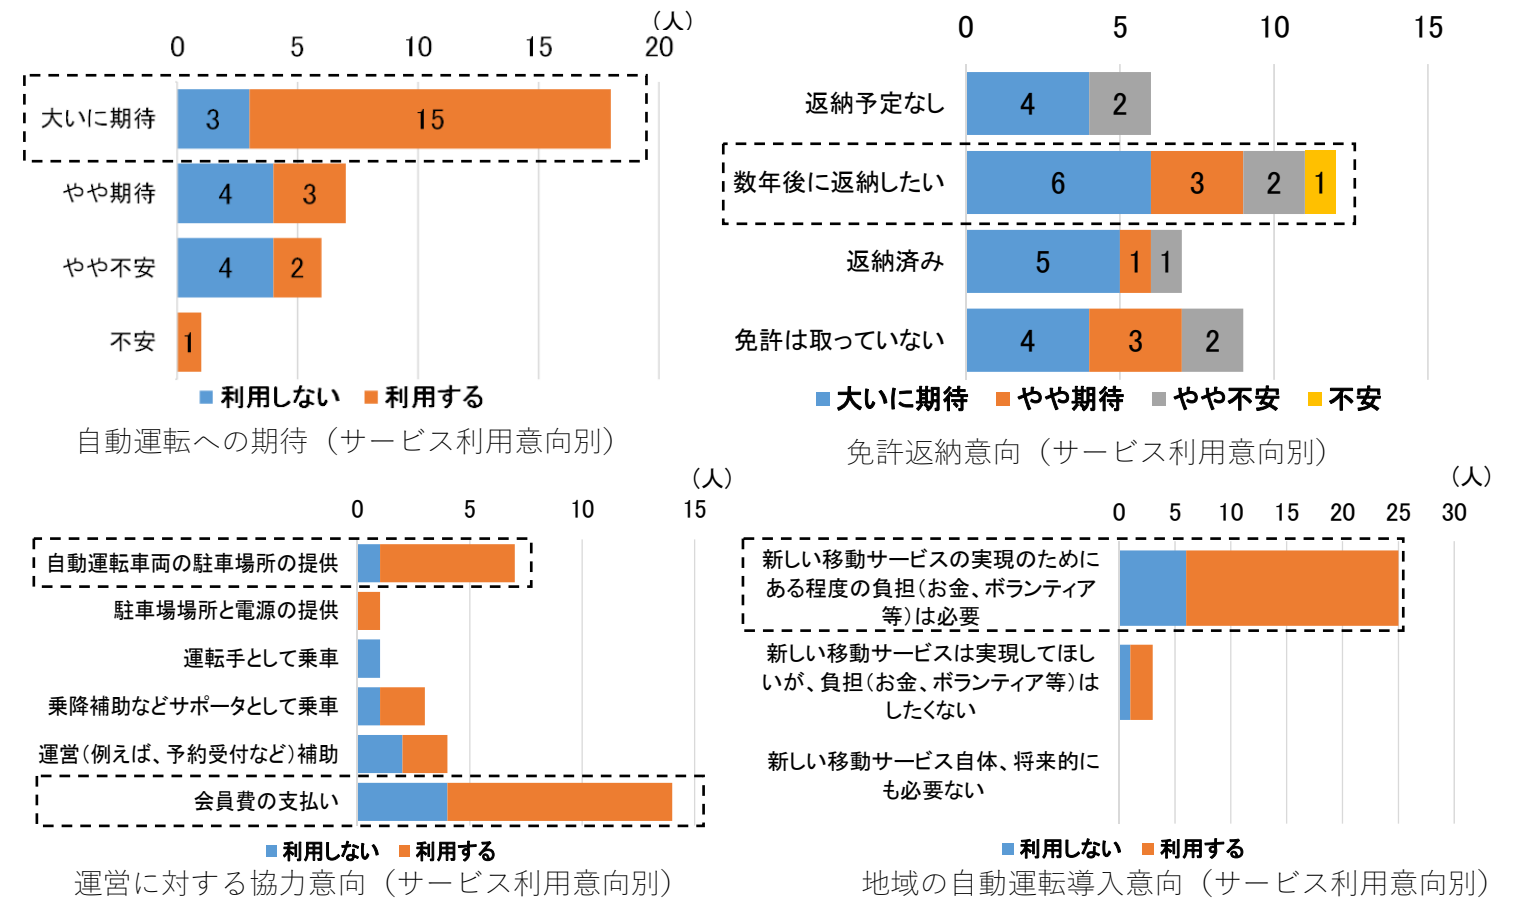 (人)
0 5 10 15 20
大いに期待 3 15
やや期待 4 3
やや不安 4 2
不安 1
利用しない 利用する
自動運転への期待（サービス利用意向別）
0 5 10 15
返納予定なし 4 2
数年後に返納したい 6 3 2 1
返納済み 5 1 1
免許は取っていない 4 3 2
大いに期待 やや期待 やや不安 不安
免許返納意向（サービス利用意向別）
(人)
0 5 10 15
自動運転車両の駐車場所の提供
駐車場場所と電源の提供
運転手として乗車
乗降補助などサポータとして乗車
運営(例えば、予約受付など)補助
会員費の支払い
利用しない 利用する
運営に対する協力意向（サービス利用意向別）
(人)
0 5 10 15 20 25 30
新しい移動サービスの実現のために
ある程度の負担(お金、ボランティア
等)は必要
新しい移動サービスは実現してほし
いが、負担(お金、ボランティア等)は
したくない
新しい移動サービス自体、将来的に
も必要ない
利用しない 利用する
地域の自動運転導入意向（サービス利用意向別）